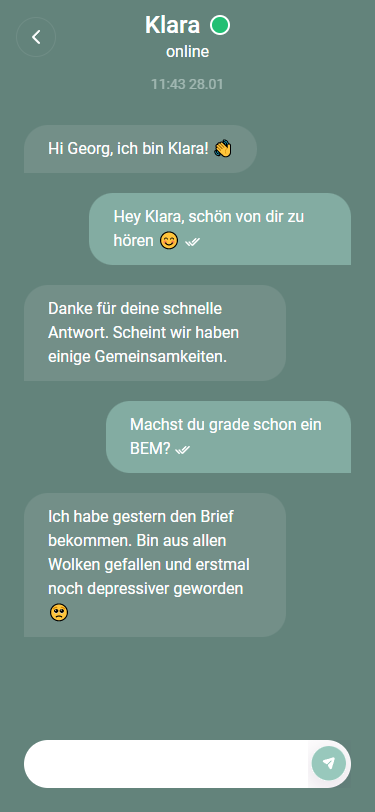 Klara
online
11:43 28.01
Hi Georg, ich bin Klara! 👏
Hey Klara, schön von dir zu
hören 😊
Danke für deine schnelle
Antwort. Scheint wir haben
einige Gemeinsamkeiten.
Machst du grade schon ein
BEM?
Ich habe gestern den Brief
bekommen. Bin aus allen
Wolken gefallen und erstmal
noch depressiver geworden
🥺